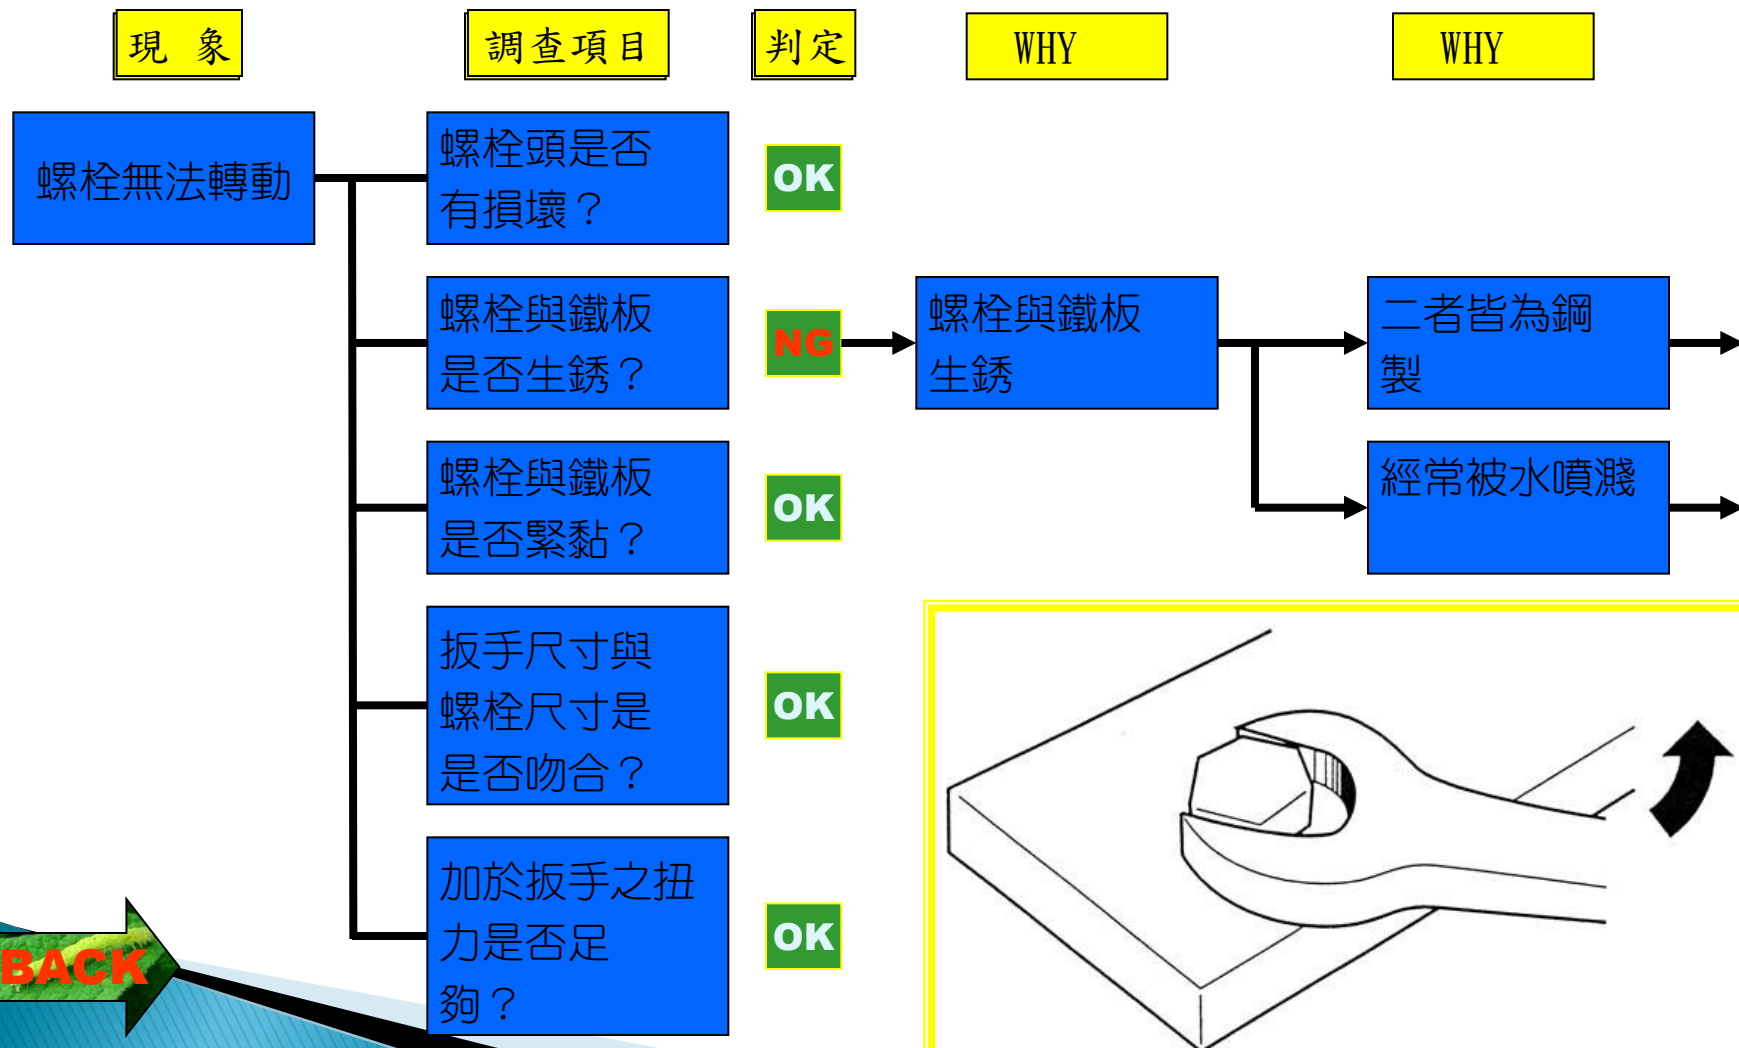 現 象
調查項目
判定
WHY
WHY
螺栓無法轉動
螺栓頭是否
有損壞？
OK
螺栓與鐵板
是否生銹？
NG
螺栓與鐵板
生銹
二者皆為鋼
製
經常被水噴濺
螺栓與鐵板
是否緊黏？
OK
扳手尺寸與
螺栓尺寸是
是否吻合？
OK
加於扳手之扭
力是否足
夠？
OK
BACK